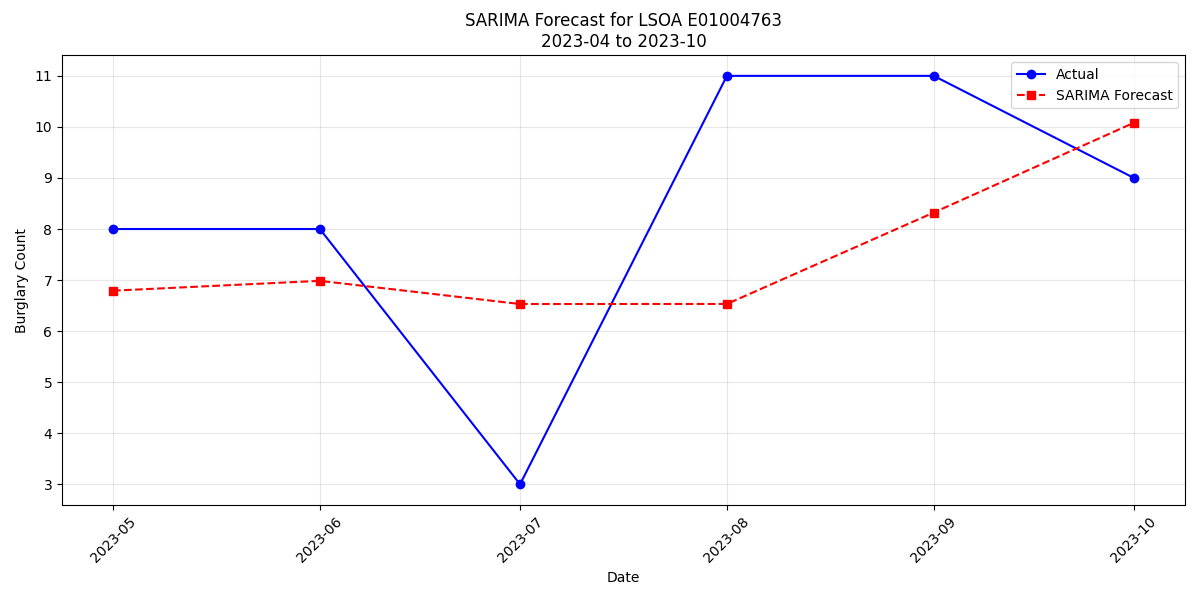 SARIMA Forecast for LSOA E01004763
2023-04 to 2023-10
Actual
SARIMA Forecast
Burglary Count
11
10
9
8
7
6
5
4
3
2023-05
2023-06
2023-07
2023-08
2023-09
2023-10
Date